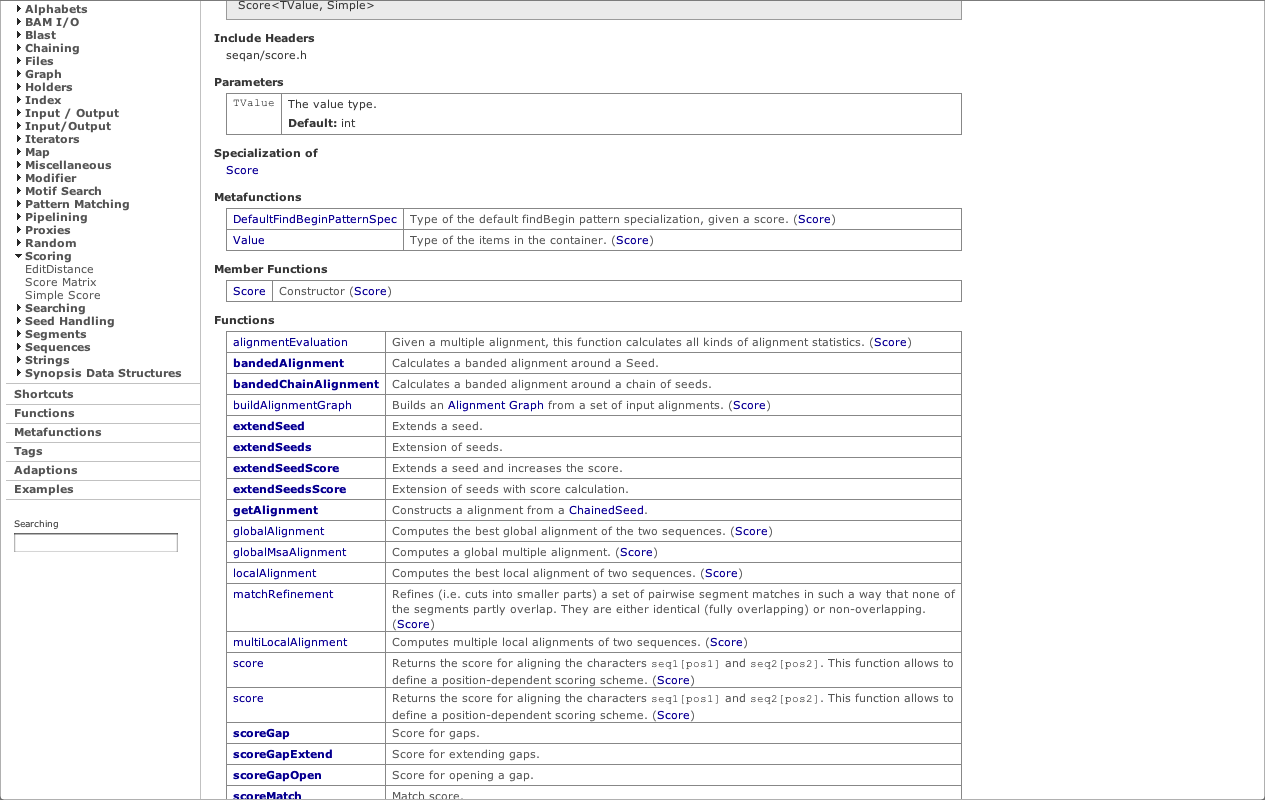 Alphabets
BAM I/O
Blast
Chaining
Files
Graph
Holders
Index
Input / Output
Input/Output
Iterators
Map
Miscellaneous
Modifier
Motif Search
Pattern Matching
Pipelining
Proxies
Random
Scoring
EditDistance
Score Matrix
Simple Score
Searching
Seed Handling
Segments
Sequences
Strings
Synopsis Data Structures
Shortcuts
Functions
Metafunctions
Tags
Adaptions
Examples
Searching
Score<TValue, Simple>
Include Headers
seqan/score.h
Parameters
TValue The value type.
Default: int
Specialization of
Score
Metafunctions
DefaultFindBeginPatternSpec Type of the default findBegin pattern specialization, given a score. (Score)
Value Type of the items in the container. (Score)
Member Functions
Score Constructor (Score)
Functions
alignmentEvaluation Given a multiple alignment, this function calculates all kinds of alignment statistics. (Score)
bandedAlignment Calculates a banded alignment around a Seed.
bandedChainAlignment Calculates a banded alignment around a chain of seeds.
buildAlignmentGraph Builds an Alignment Graph from a set of input alignments. (Score)
extendSeed Extends a seed.
extendSeeds Extension of seeds.
extendSeedScore Extends a seed and increases the score.
extendSeedsScore Extension of seeds with score calculation.
getAlignment Constructs a alignment from a ChainedSeed.
globalAlignment Computes the best global alignment of the two sequences. (Score)
globalMsaAlignment Computes a global multiple alignment. (Score)
localAlignment Computes the best local alignment of two sequences. (Score)
matchRefinement Refines (i.e. cuts into smaller parts) a set of pairwise segment matches in such a way that none of
the segments partly overlap. They are either identical (fully overlapping) or non-overlapping.
(Score)
multiLocalAlignment Computes multiple local alignments of two sequences. (Score)
score Returns the score for aligning the characters seq1[pos1] and seq2[pos2]. This function allows to
define a position-dependent scoring scheme. (Score)
score Returns the score for aligning the characters seq1[pos1] and seq2[pos2]. This function allows to
define a position-dependent scoring scheme. (Score)
scoreGap Score for gaps.
scoreGapExtend Score for extending gaps.
scoreGapOpen Score for opening a gap.
scoreMatch Match score.